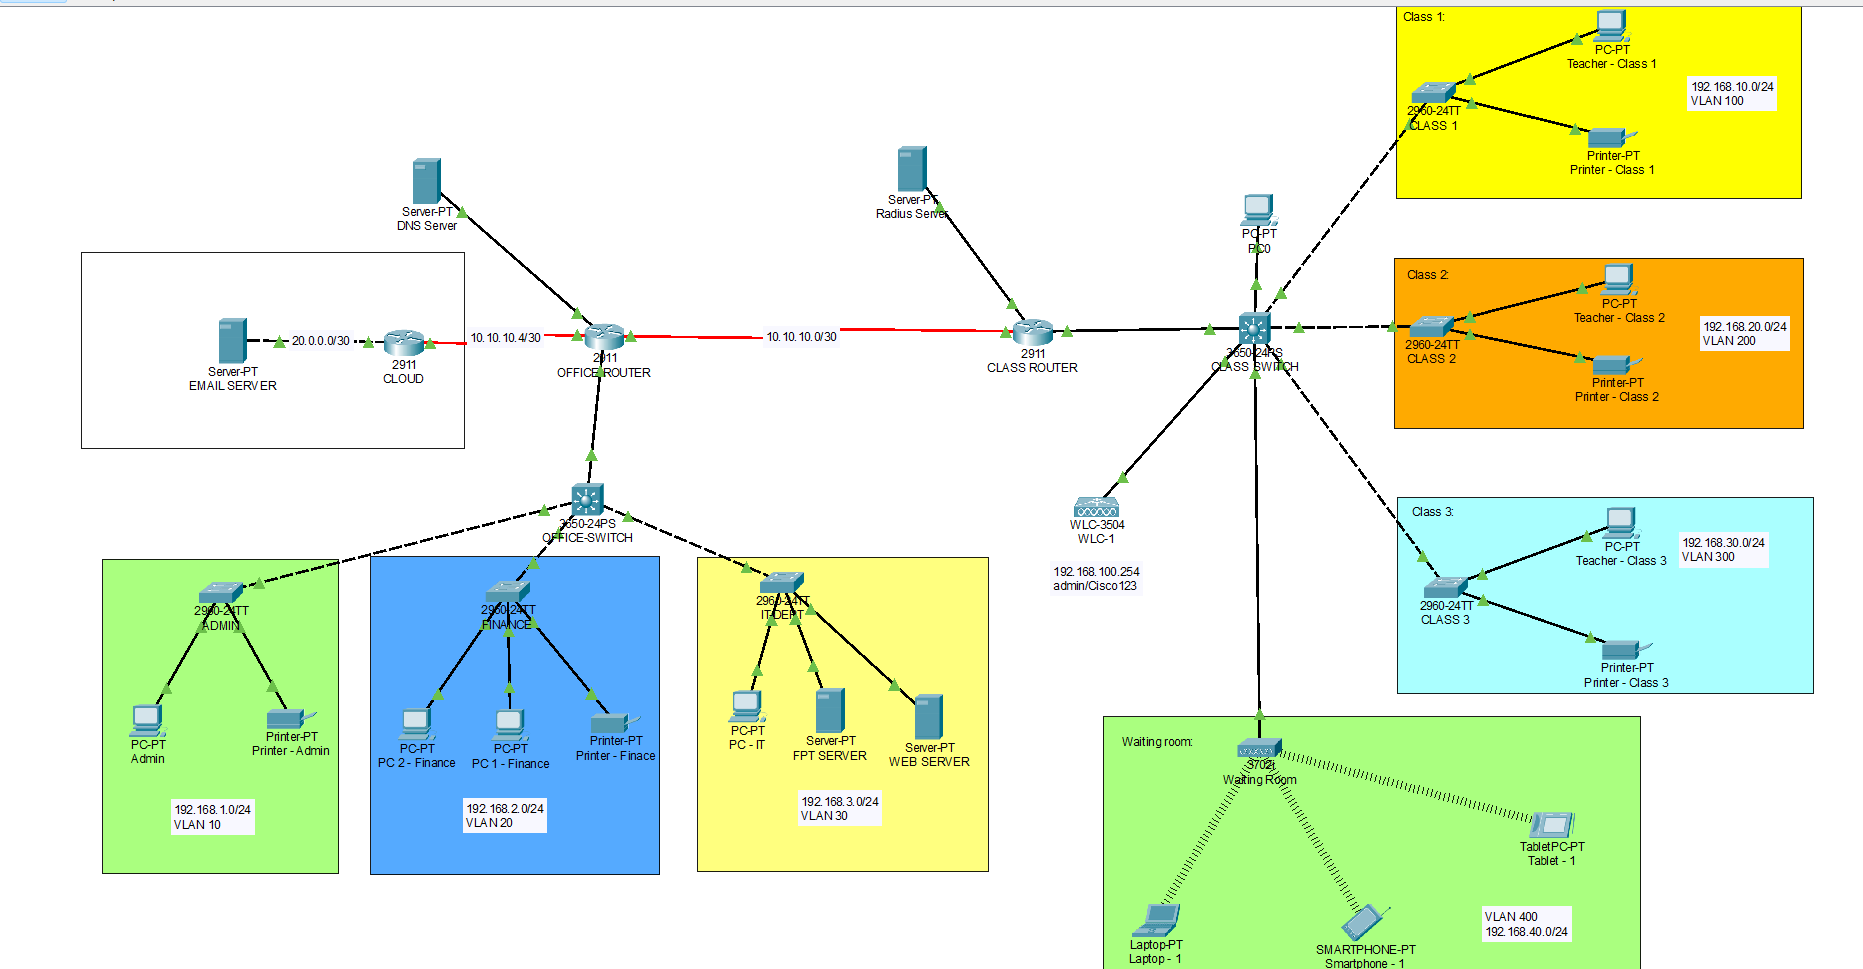 Class 1:
PC-PT
Teacher - Class 1
2960-24TT
CLASS 1
192.168.10.0/24
VLAN 100
Printer-PT
Printer - Class 1
Server-PT
DNS Server
Server-PT
Radius Server
PC-PT
PC0
Class 2:
PC-PT
Teacher - Class 2
2960-24TT
CLASS 2
192.168.20.0/24
VLAN 200
Printer-PT
Printer - Class 2
Server-PT
EMAIL SERVER
20.0.0.0/30
2911
CLOUD
10.10.10.4/30
2911
OFFICE ROUTER
10.10.10.0/30
2911
CLASS ROUTER
3650-24PS
CLASS SWITCH
WLC-3504
WLC-1
192.168.100.254
admin/Cisco123
Class 3:
PC-PT
Teacher - Class 3
192.168.30.0/24
VLAN 300
2960-24TT
CLASS 3
Printer-PT
Printer - Class 3
3650-24PS
OFFICE-SWITCH
2960-24TT
ADMIN
PC-PT
Admin
Printer-PT
Printer - Admin
192.168.1.0/24
VLAN 10
2960-24TT
FINANCE
PC-PT
PC 2 - Finance
PC-PT
PC 1 - Finance
Printer-PT
Printer - Finace
192.168.2.0/24
VLAN 20
2960-24TT
IT-DEPT
PC-PT
PC - IT
Server-PT
FPT SERVER
Server-PT
WEB SERVER
192.168.3.0/24
VLAN 30
Waiting room:
3702i
Waiting Room
TabletPC-PT
Tablet - 1
Laptop-PT
Laptop - 1
SMARTPHONE-PT
Smartphone - 1
VLAN 400
192.168.40.0/24